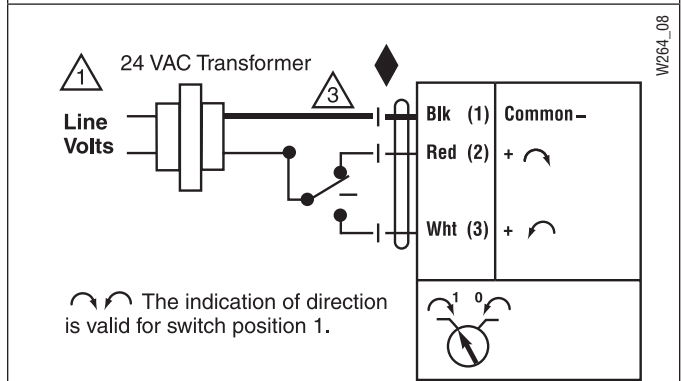 W264_08
1
24 VAC Transformer
3
Line
Volts
Blk (1) Common –
Red (2) +
Wht (3) +
The indication of direction
is valid for switch position 1.
1 0